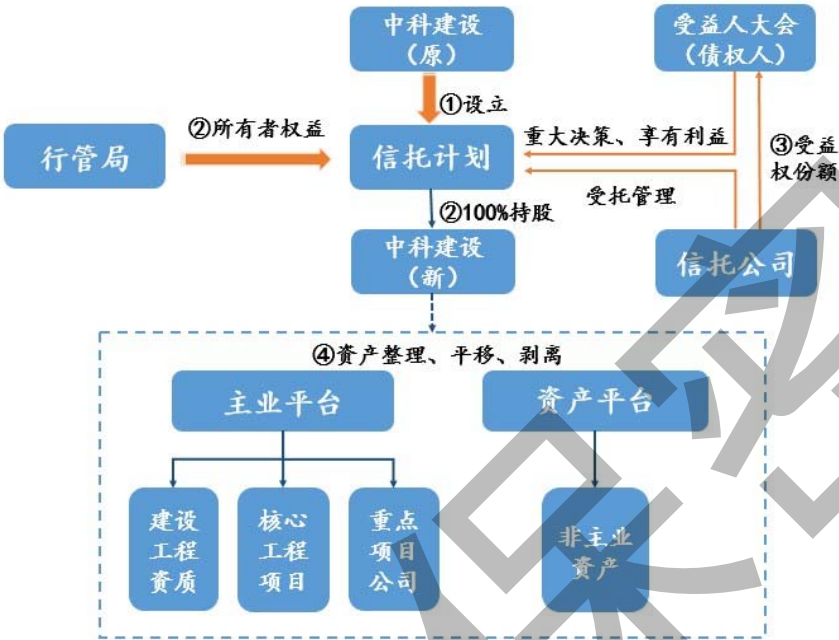 中科建设
（原）
受益人大会
（债权人）
①设立
②所有者权益
行管局
信托计划
重大决策、享有利益
③受益
权份额
受托管理
②100%持股
中科建设
（新）
信托公司
④资产整理、平移、剥离
主业平台
资产平台
建设
工程
资质
核心
工程
项目
重点
项目
公司
非主业
资产
保密